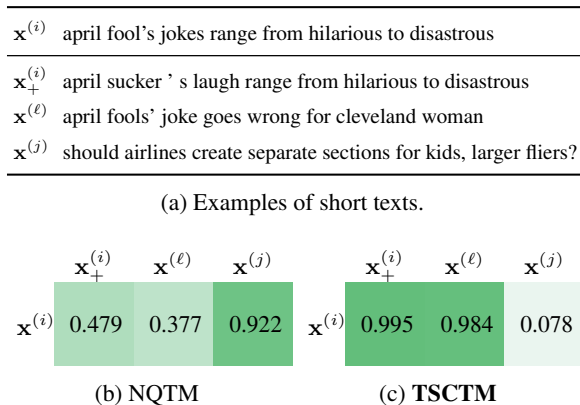 x^(i) april fool's jokes range from hilarious to disastrous
x_+^(i) april sucker ' s laugh range from hilarious to disastrous
x^(ℓ) april fools' joke goes wrong for cleveland woman
x^(j) should airlines create separate sections for kids, larger fliers?
(a) Examples of short texts.
x_+^(i) x^(ℓ) x^(j)
x^(i) 0.479 0.377 0.922
(b) NQTM
x_+^(i) x^(ℓ) x^(j)
x^(i) 0.995 0.984 0.078
(c) TSCTM